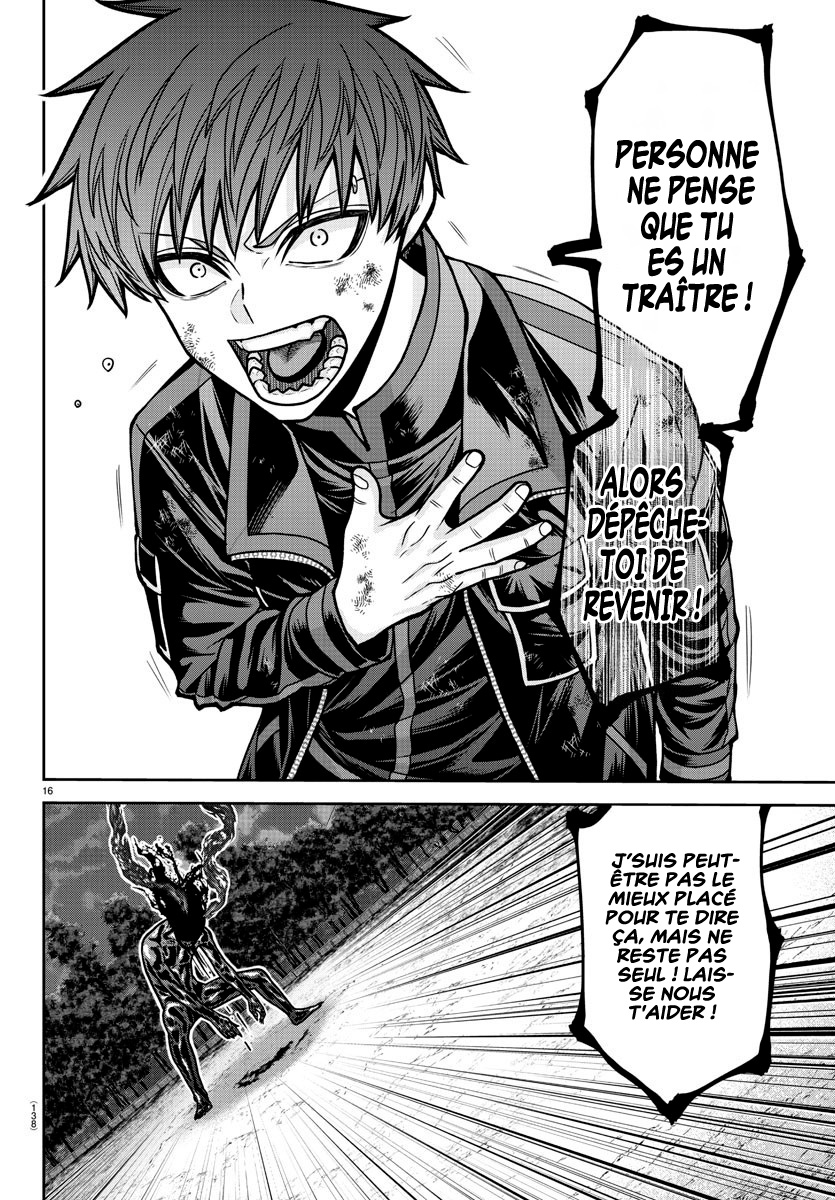 PERSONNE
NE PENSE
QUE TU
ES UN
TRAÎTRE !
ALORS
DÉPÊCHE-
TOI DE
REVENIR !
16
J'SUIS PEUT-
ÊTRE PAS LE
MIEUX PLACÉ
POUR TE DIRE
ÇA, MAIS NE
RESTE PAS
SEUL ! LAIS-
SE NOUS
T'AIDER !
(138)